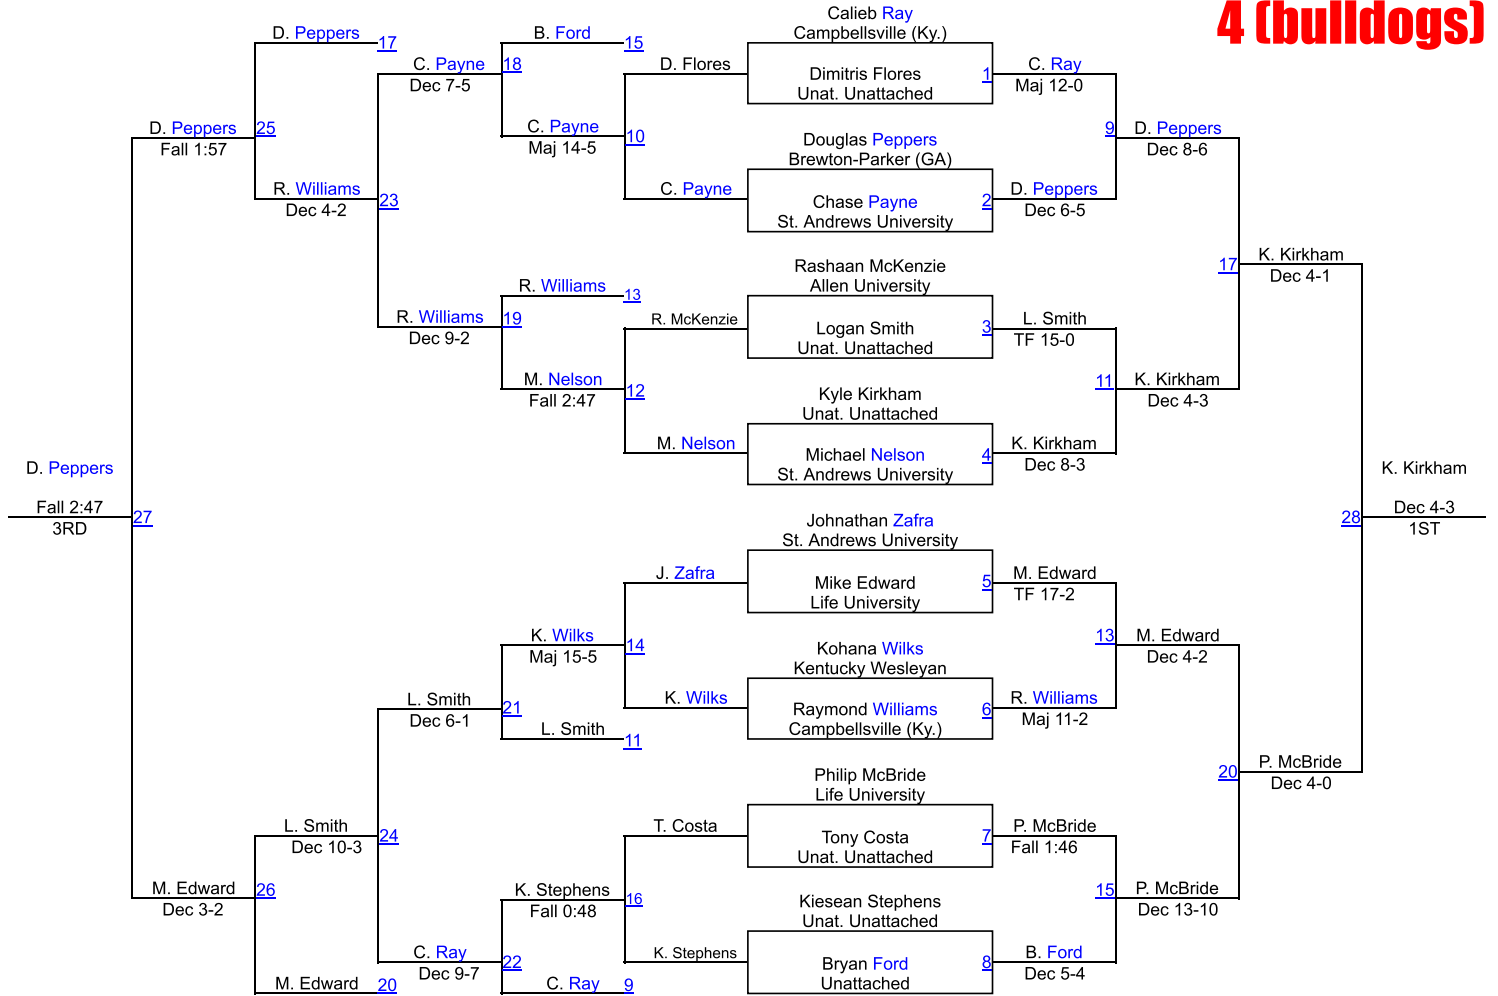 4 (bulldogs)
D. Peppers
17
B. Ford
15
Calieb Ray
Campbellsville (Ky.)
C. Payne
18
Dec 7-5
D. Flores
Dimitris Flores
Unat. Unattached
1
C. Ray
Maj 12-0
D. Peppers
25
Fall 1:57
C. Payne
10
Maj 14-5
Douglas Peppers
Brewton-Parker (GA)
9
D. Peppers
Dec 8-6
R. Williams
23
Dec 4-2
C. Payne
Chase Payne
St. Andrews University
2
D. Peppers
Dec 6-5
R. Williams
13
Rashaan McKenzie
Allen University
17
K. Kirkham
Dec 4-1
R. Williams
19
Dec 9-2
R. McKenzie
Logan Smith
Unat. Unattached
3
L. Smith
TF 15-0
M. Nelson
12
Fall 2:47
Kyle Kirkham
Unat. Unattached
11
K. Kirkham
Dec 4-3
M. Nelson
Michael Nelson
St. Andrews University
4
K. Kirkham
Dec 8-3
D. Peppers
K. Kirkham
Fall 2:47
3RD
27
Johnathan Zafra
St. Andrews University
28
Dec 4-3
1ST
J. Zafra
Mike Edward
Life University
5
M. Edward
TF 17-2
K. Wilks
14
Maj 15-5
Kohana Wilks
Kentucky Wesleyan
13
M. Edward
Dec 4-2
L. Smith
21
Dec 6-1
K. Wilks
Raymond Williams
Campbellsville (Ky.)
6
R. Williams
Maj 11-2
L. Smith
11
Philip McBride
Life University
20
P. McBride
Dec 4-0
L. Smith
24
Dec 10-3
T. Costa
Tony Costa
Unat. Unattached
7
P. McBride
Fall 1:46
M. Edward
26
Dec 3-2
K. Stephens
16
Fall 0:48
Kiesean Stephens
Unat. Unattached
15
P. McBride
Dec 13-10
C. Ray
22
Dec 9-7
K. Stephens
Bryan Ford
Unattached
8
B. Ford
Dec 5-4
M. Edward
20
C. Ray
9